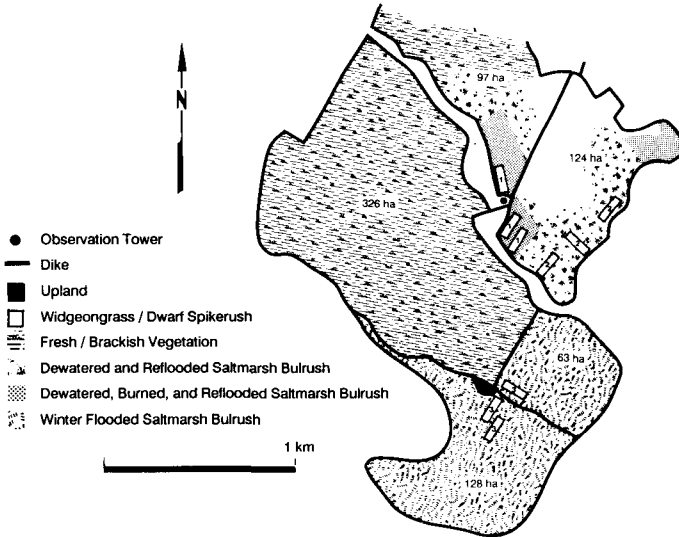 97 ha
N
124 ha
326 ha
Observation Tower
Dike
Upland
Widgeongrass / Dwarf Spikerush
Fresh / Brackish Vegetation
Dewatered and Reflooded Saltmarsh Bulrush
63 ha
Dewatered, Burned, and Reflooded Saltmarsh Bulrush
Winter Flooded Saltmarsh Bulrush
1 km
128 ha